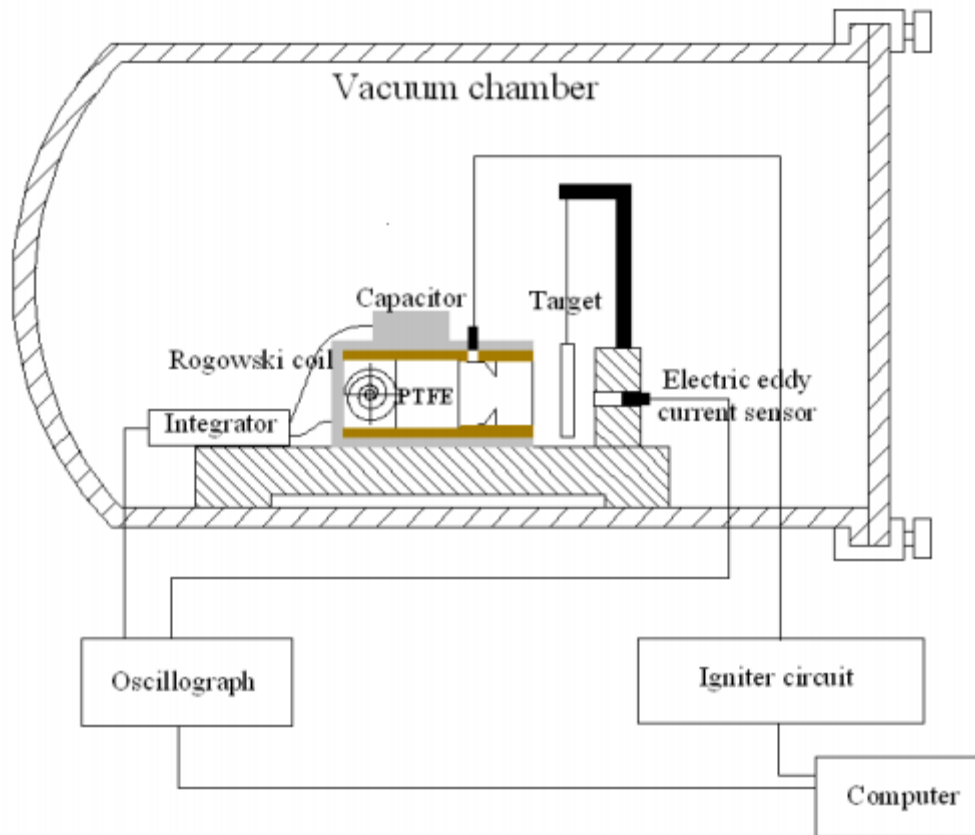 Vacuum chamber
Capacitor
Target
Rogowski coil
PTFE
Electric eddy
current sensor
Integrator
Oscillograph
Igniter circuit
Computer